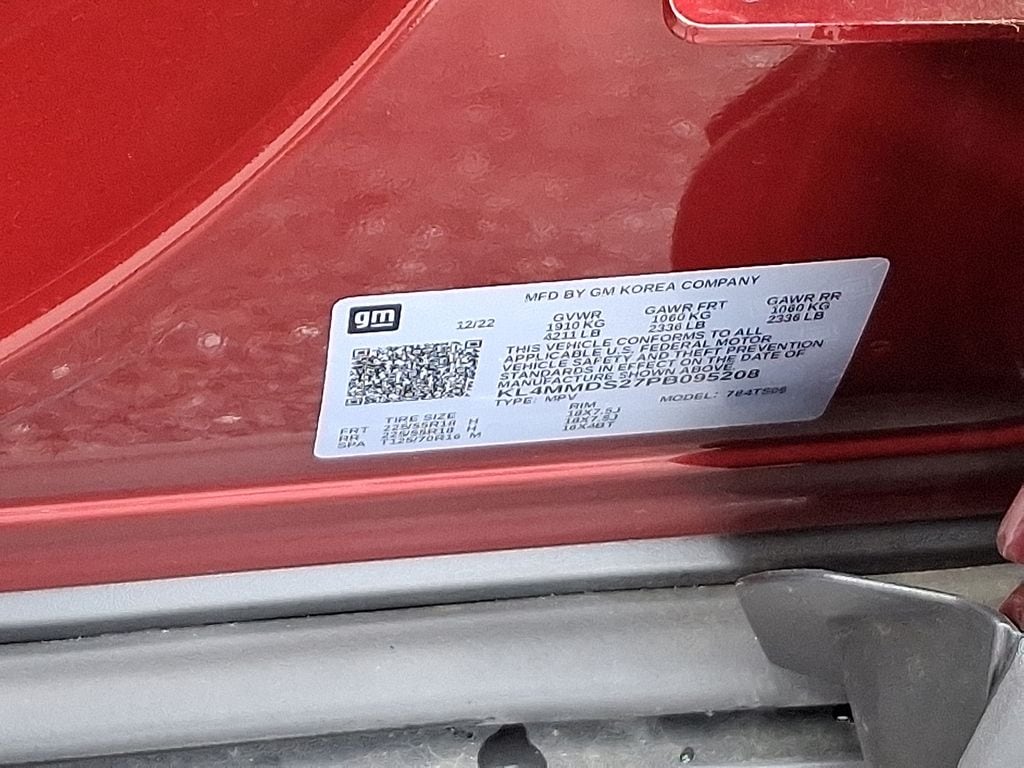 MFD BY GM KOREA COMPANY
gm
12/22
GVWR GAWR FRT GAWR RR
1910 KG 1060 KG 1060 KG
4211 LB 2336 LB 2336 LB
THIS VEHICLE CONFORMS TO ALL
APPLICABLE U.S. FEDERAL MOTOR
VEHICLE SAFETY AND THEFT PREVENTION
STANDARDS IN EFFECT ON THE DATE OF
MANUFACTURE SHOWN ABOVE
KL4MMDS27PB095208
TYPE: MPV MODEL:
TIRE SIZE RIM
FRT 225/55R18 H 18X7.5J
RR 225/55R18 H 18X7.5J
SPA T125/70R16 M 16X4BT